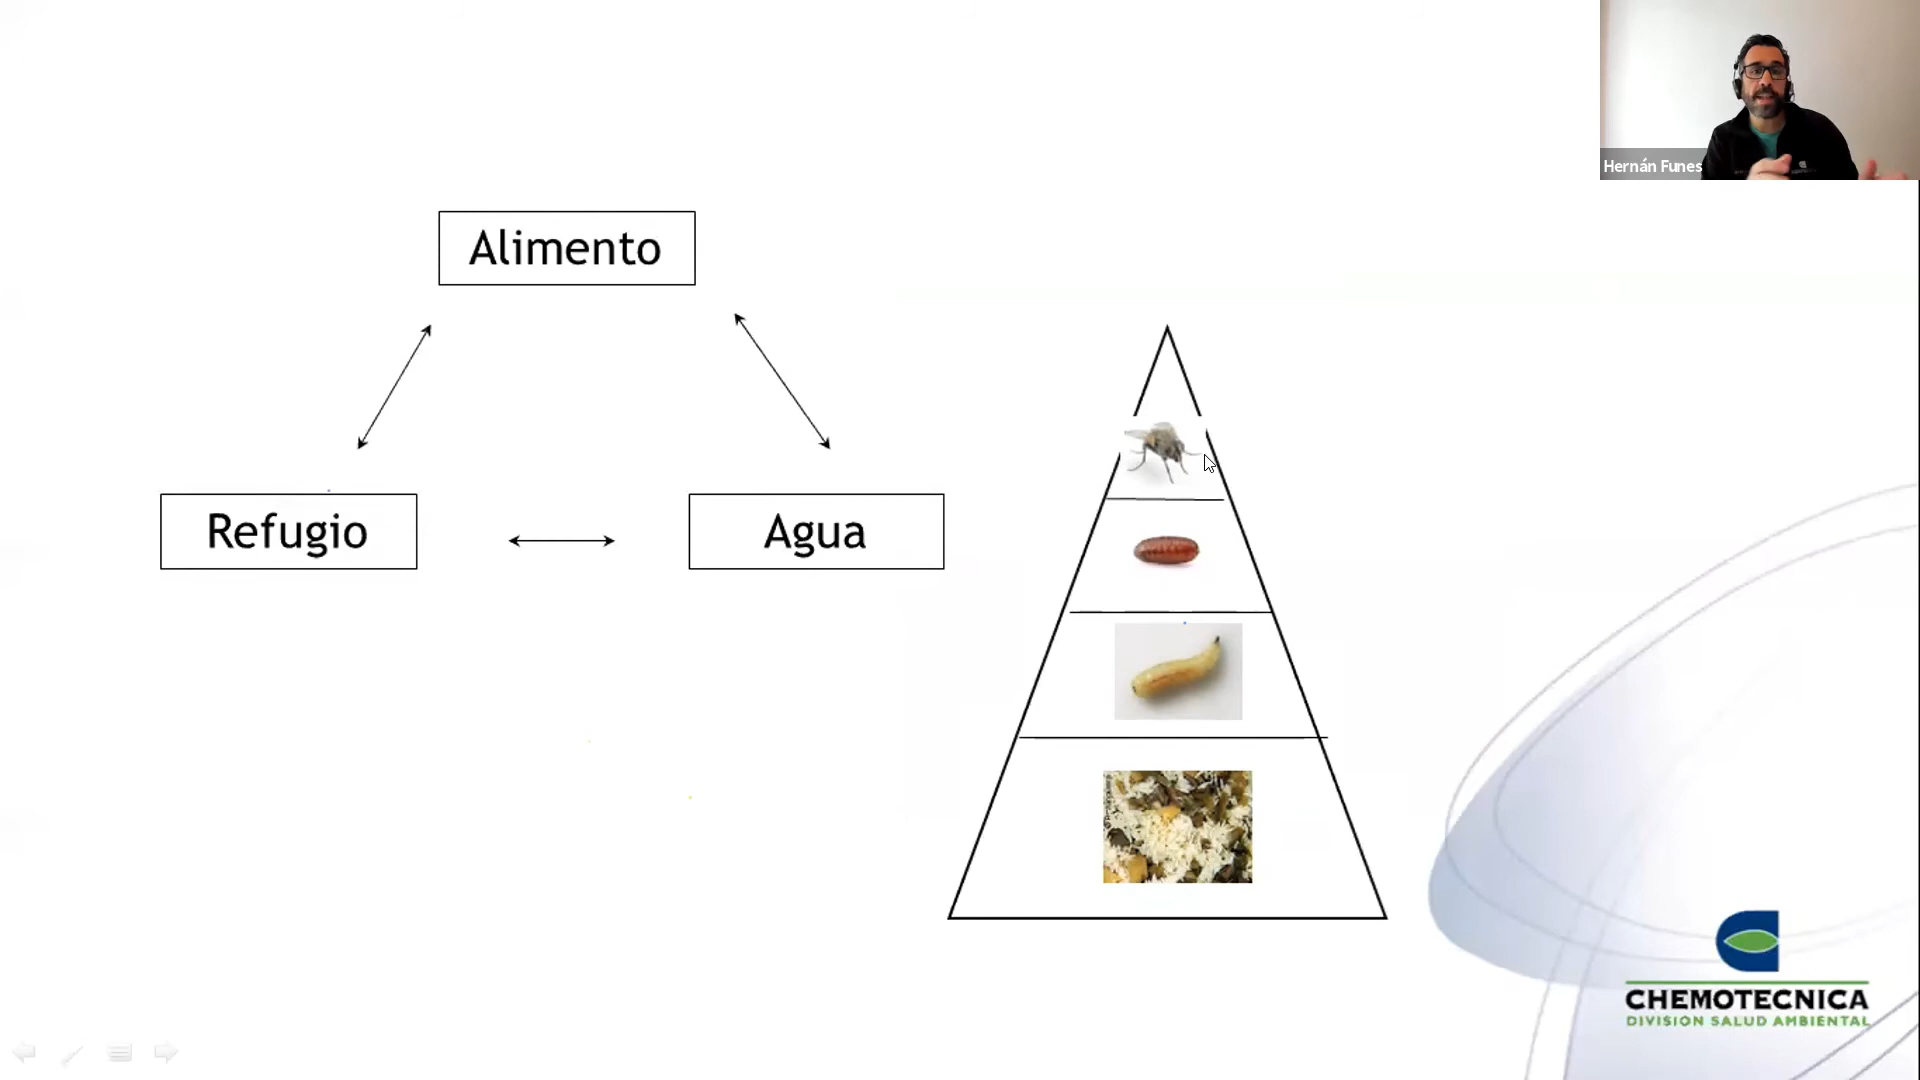 Hernán Funes
Alimento
Refugio
Agua
CHEMOTECNICA
DIVISION SALUD AMBIENTAL